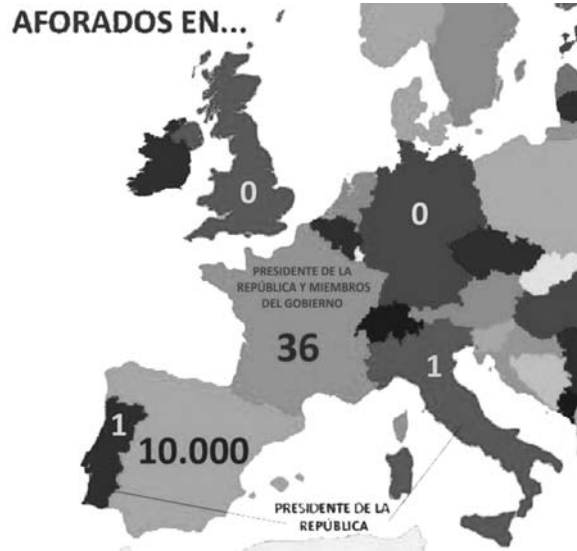 AFORADOS EN...
0
0
PRESIDENTE DE LA
REPÚBLICA Y MIEMBROS
DEL GOBIERNO
36
1
1
10.000
PRESIDENTE DE LA
REPÚBLICA